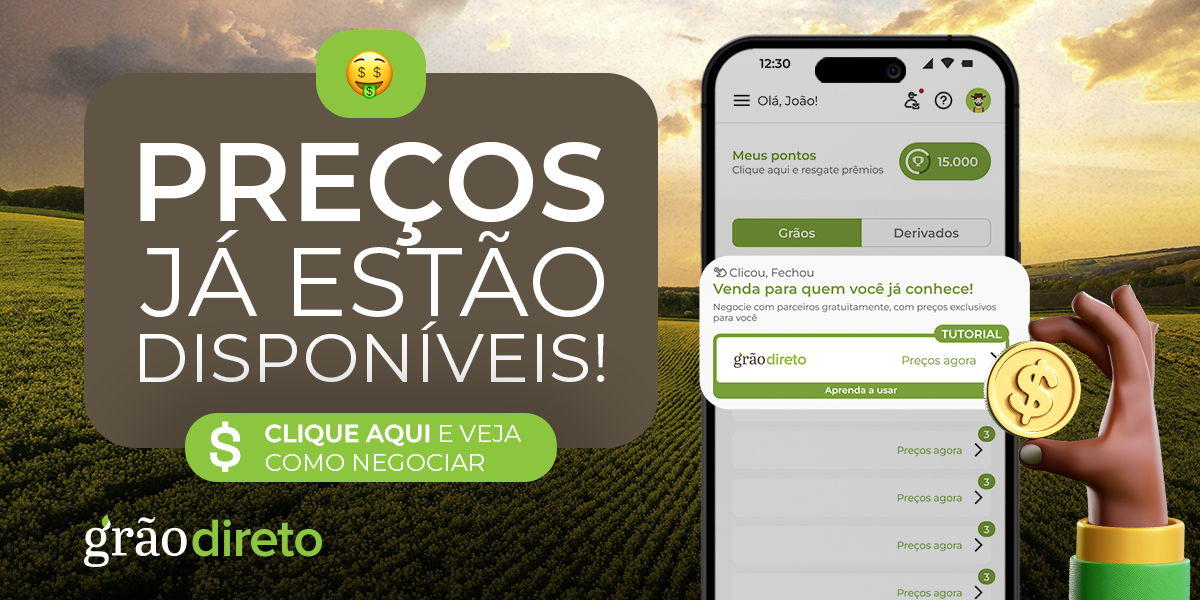 PREÇOS
JÁ ESTÃO
DISPONÍVEIS!
$ CLIQUE AQUI E VEJA
COMO NEGOCIAR
grãodireto
12:30
Olá, João!
Meus pontos
Clique aqui e resgate prêmios
15.000
Grãos
Derivados
Clicou, Fechou
Venda para quem você já conhece!
Negocie com parceiros gratuitamente, com preços exclusivos
para você
TUTORIAL
grãodireto
Preços agora
Aprenda a usar
3
Preços agora
3
Preços agora
3
Preços agora
3
Preços agora
$